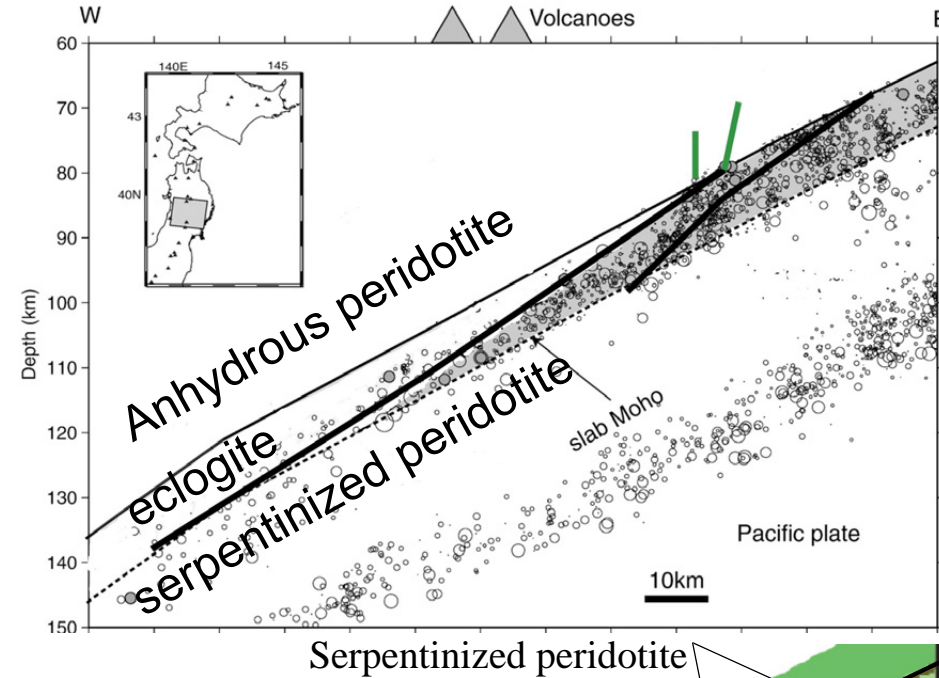 W
Volcanoes
E
60
70
80
90
100
110
120
130
140
150
Depth (km)
140E 145
43
40N
Anhydrous peridotite
eclogite
serpentinized peridotite
slab Moho
Pacific plate
10km
Serpentinized peridotite